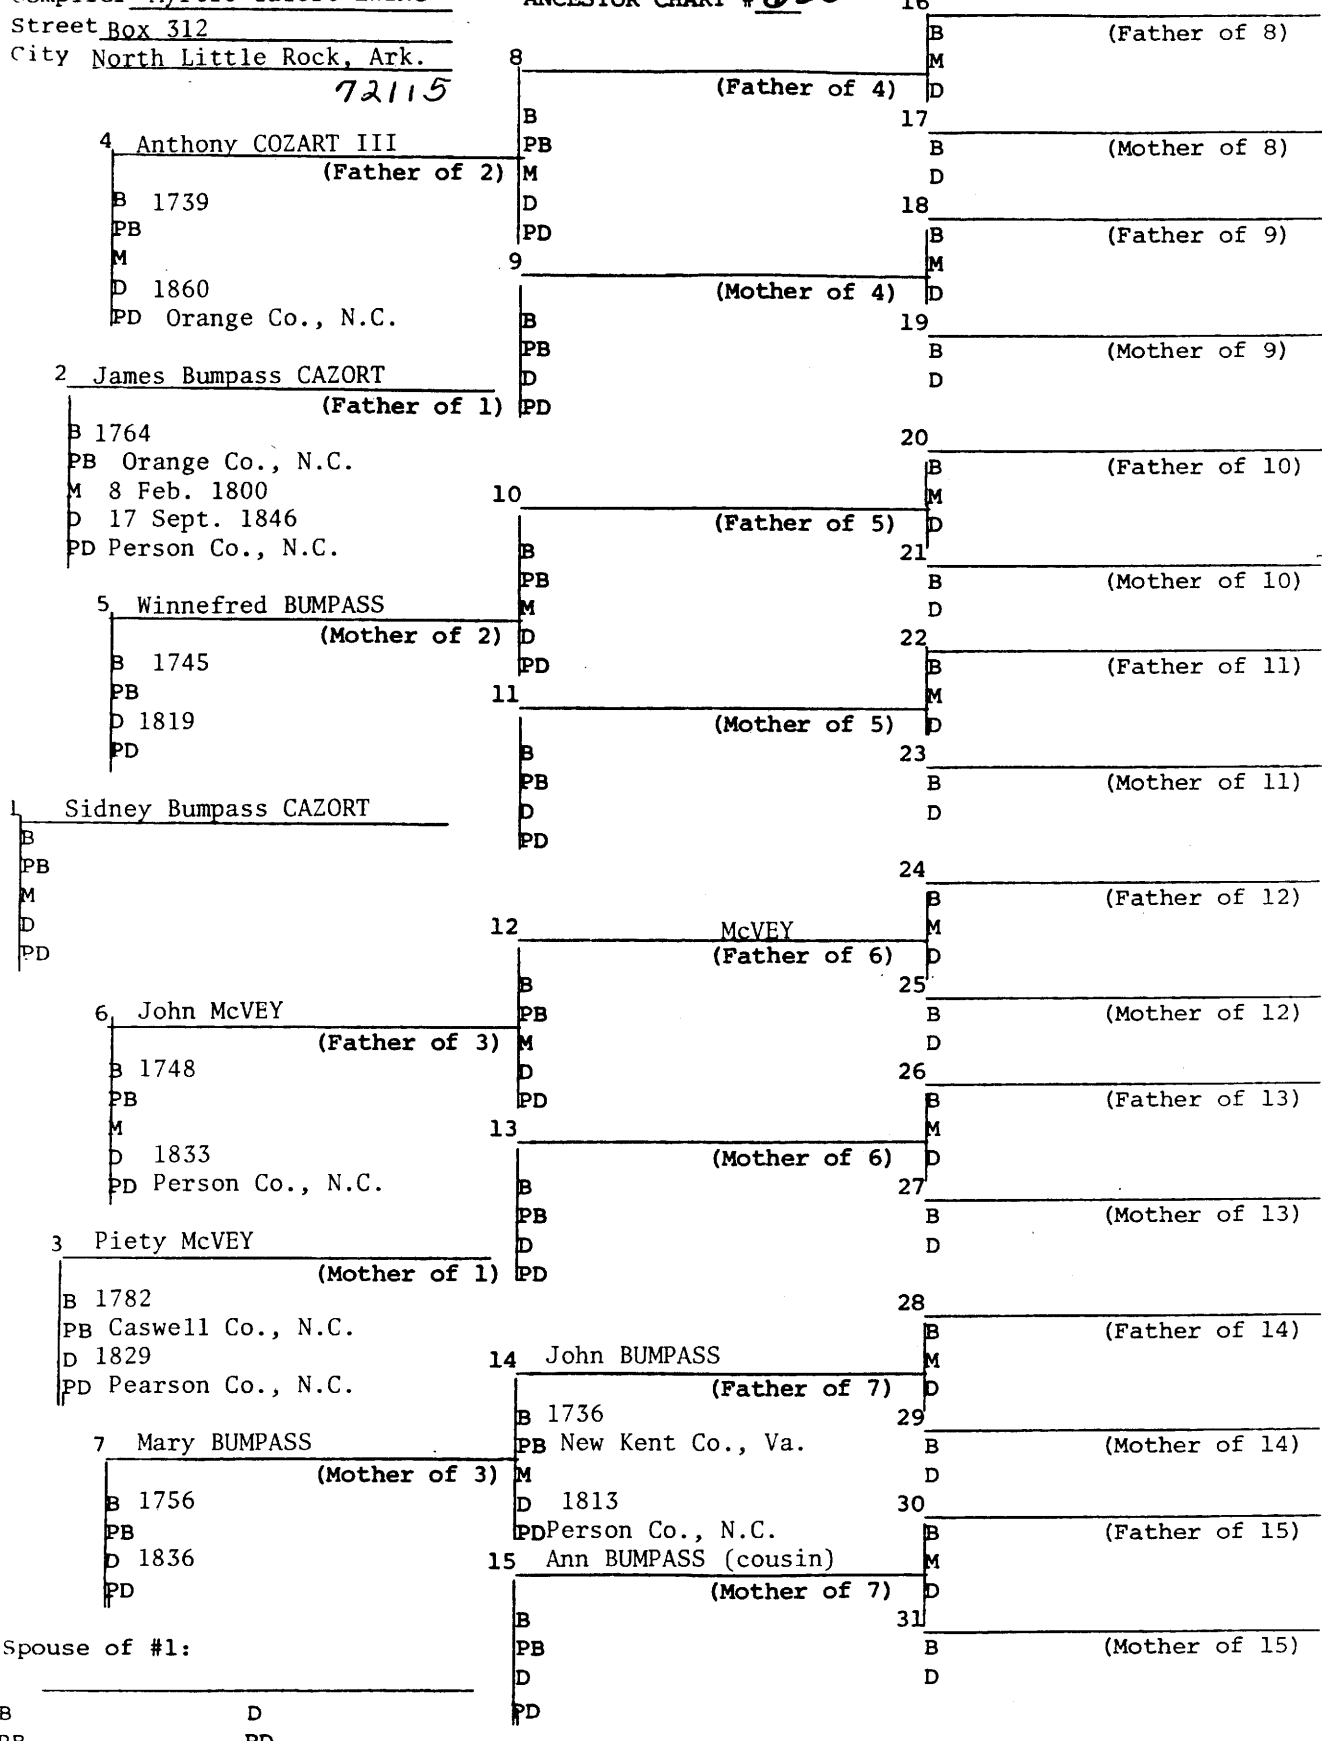 Street Box 312
City North Little Rock, Ark.
72115
ANCESTOR CHART #
16
B (Father of 8)
M
D
8
(Father of 4)
B
PB
M
D
PD
17
B (Mother of 8)
D
4 Anthony COZART III
(Father of 2)
B 1739
PB
M
D 1860
PD Orange Co., N.C.
18
B (Father of 9)
M
D
9
(Mother of 4)
B
PB
D
PD
19
B (Mother of 9)
D
2 James Bumpass CAZORT
(Father of 1)
B 1764
PB Orange Co., N.C.
M 8 Feb. 1800
D 17 Sept. 1846
PD Person Co., N.C.
20
B (Father of 10)
M
D
10
(Father of 5)
B
PB
M
D
PD
21
B (Mother of 10)
D
5 Winnefred BUMPASS
(Mother of 2)
B 1745
PB
D 1819
PD
22
B (Father of 11)
M
D
11
(Mother of 5)
B
PB
D
PD
23
B (Mother of 11)
D
1 Sidney Bumpass CAZORT
B
PB
M
D
PD
24
B (Father of 12)
M
D
12 McVEY
(Father of 6)
B
PB
M
D
PD
25
B (Mother of 12)
D
6 John McVEY
(Father of 3)
B 1748
PB
M
D 1833
PD Person Co., N.C.
26
B (Father of 13)
M
D
13
(Mother of 6)
B
PB
D
PD
27
B (Mother of 13)
D
3 Piety McVEY
(Mother of 1)
B 1782
PB Caswell Co., N.C.
D 1829
PD Pearson Co., N.C.
28
B (Father of 14)
M
D
14 John BUMPASS
(Father of 7)
B 1736
PB New Kent Co., Va.
M
D 1813
PD Person Co., N.C.
29
B (Mother of 14)
D
7 Mary BUMPASS
(Mother of 3)
B 1756
PB
D 1836
PD
30
B (Father of 15)
M
D
15 Ann BUMPASS (cousin)
(Mother of 7)
B
PB
D
PD
31
B (Mother of 15)
D
Spouse of #1:
B D
PB PD